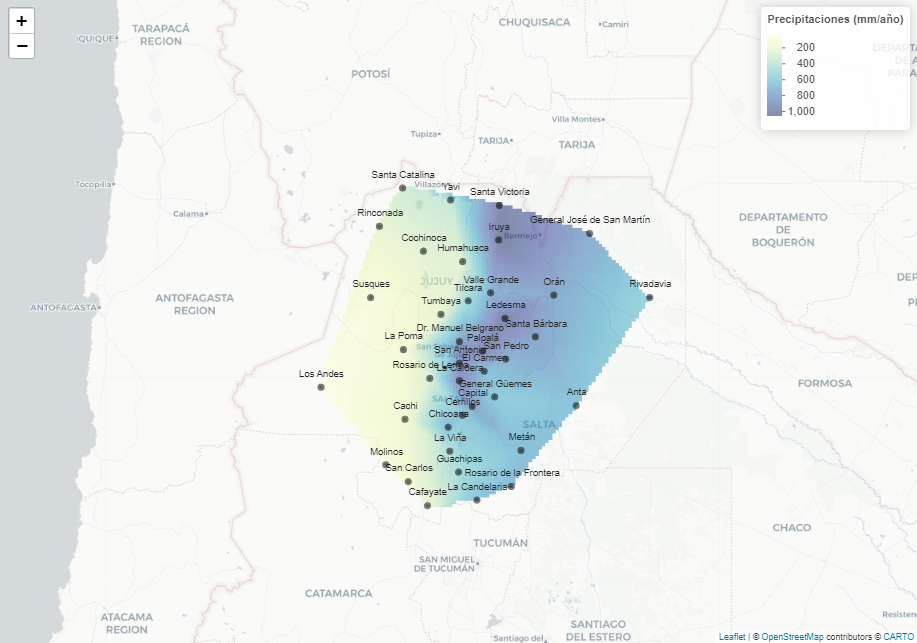 +
−
Precipitaciones (mm/año)
200
400
600
800
1,000
CHUQUISACA
Camiri
TARAPACÁ
REGION
IQUIQUE
DEPART
DE A
PARA
POTOSÍ
Villa Montes
Tupiza
TARIJA
TARIJA
Santa Catalina
Villazón
Yavi
Santa Victoria
Tocopilla
Rinconada
General José de San Martín
Calama
Iruya
Bermejo
DEPARTAMENTO
DE
BOQUERÓN
Cochinoca
Humahuaca
JUJUY
Valle Grande
Orán
Rivadavia
Susques
Tilcara
DEP
P
ANTOFAGASTA
REGIÓN
ANTOFAGASTA
Tumbaya
Ledesma
Dr. Manuel Belgrano
Santa Bárbara
La Poma
Palpalá
San Antonio
San Pedro
El Carmen
Rosario de Lerma
La Caldera
Los Andes
General Güemes
FORMOSA
Capital
SALTA
Anta
Cachi
Cerrillos
Chicoana
SALTA
La Viña
Metán
Molinos
Guachipas
San Carlos
Rosario de la Frontera
Cafayate
La Candelaria
CHACO
TUCUMÁN
SAN MIGUEL
DE TUCUMÁN
CATAMARCA
ATACAMA
REGION
SANTIAGO
DEL ESTERO
Santiago del
Resisten
Leaflet | © OpenStreetMap contributors © CARTO